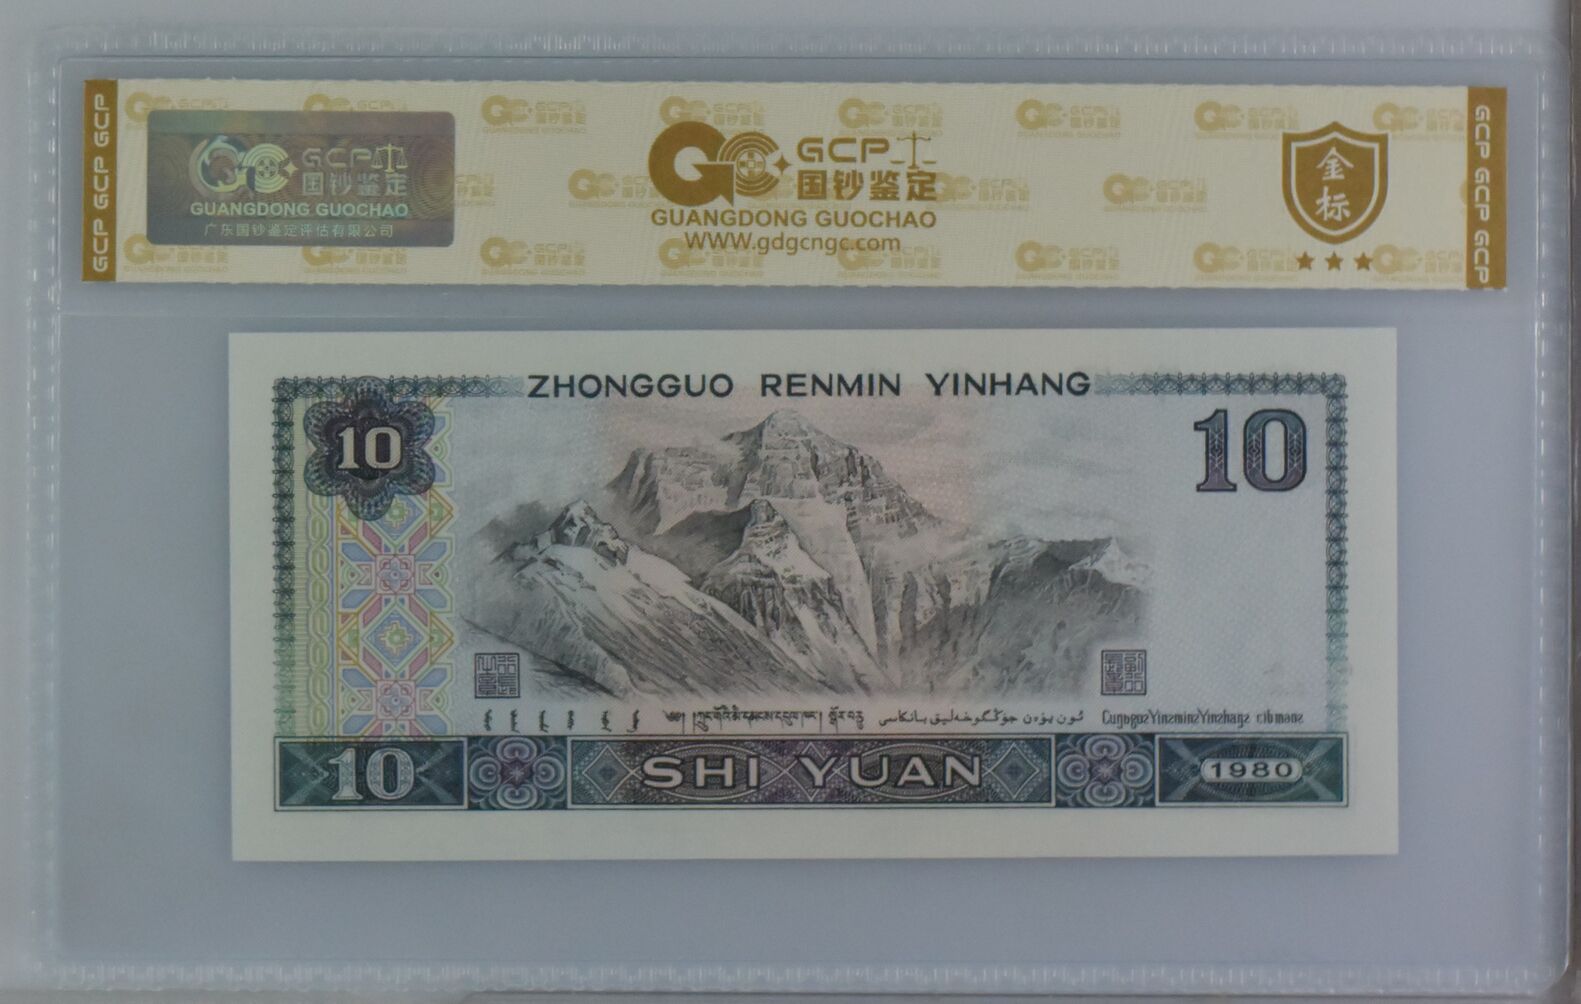 GCP GCP GCP
GCP
国钞鉴定
GUANGDONG GUOCHAO
广东国钞鉴定评估有限公司
GCP
国钞鉴定
GUANGDONG GUOCHAO
WWW.gdgcngc.com
金
标
GCP GCP GCP
ZHONGGUO RENMIN YINHANG
10
10
10
SHI YUAN
1980